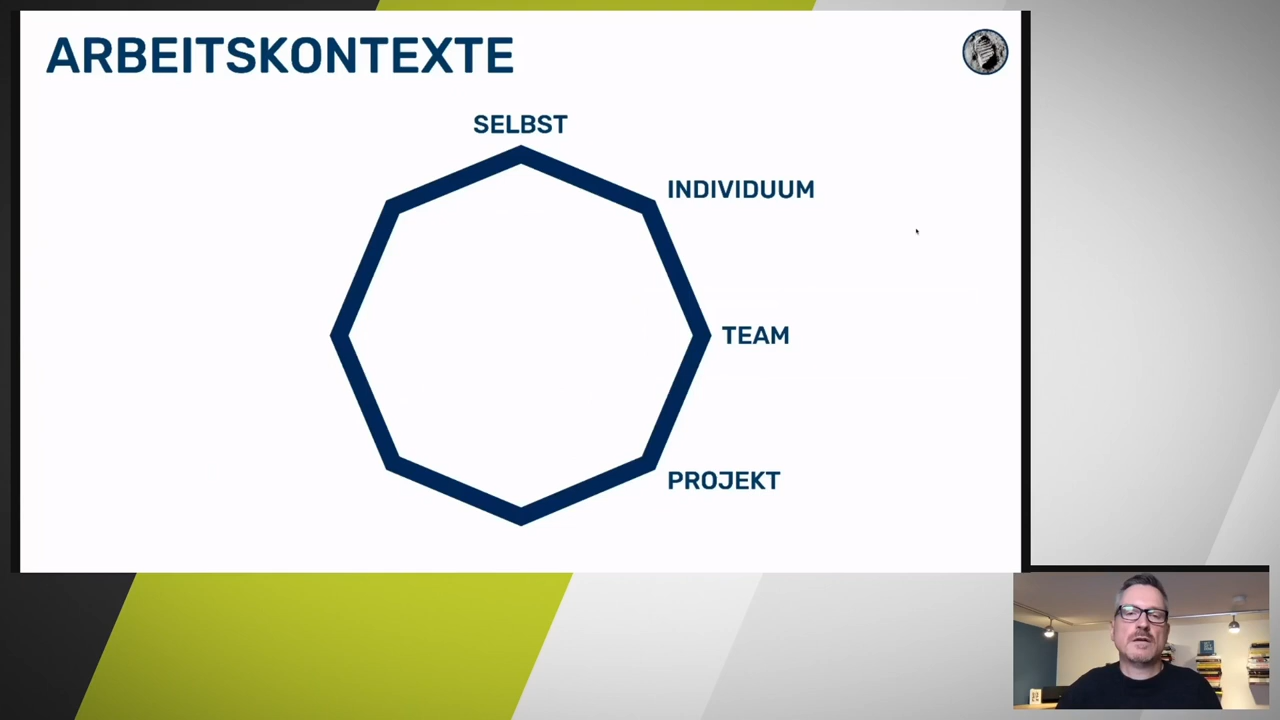 ARBEITSKONTEXTE
SELBST
INDIVIDUUM
TEAM
PROJEKT